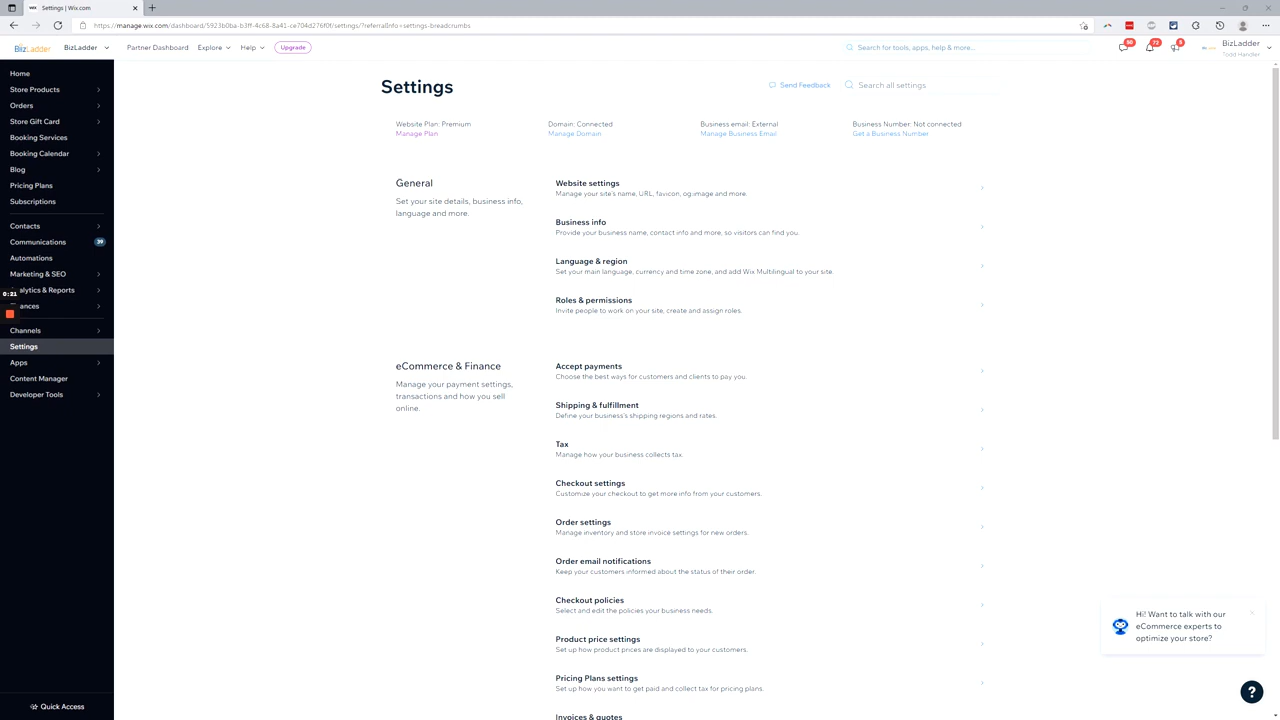 Settings | Wix.com
https://manage.wix.com/dashboard/5923b0ba-b3ff-4c68-8a41-ce704d276f0f/settings/?referralInfo=settings-breadcrumbs
BizLadder
BizLadder
Partner Dashboard
Explore
Help
Upgrade
Search for tools, apps, help & more...
72
BizLadder
Todd Handler
Home
Store Products
Orders
Store Gift Card
Booking Services
Booking Calendar
Blog
Pricing Plans
Subscriptions
Contacts
Communications
39
Automations
Marketing & SEO
alytics & Reports
0:21
ances
Channels
Settings
Apps
Content Manager
Developer Tools
Quick Access
Settings
Send Feedback
Search all settings
Website Plan: Premium
Manage Plan
Domain: Connected
Manage Domain
Business email: External
Manage Business Email
Business Number: Not connected
Get a Business Number
General
Set your site details, business info,
language and more.
Website settings
Manage your site's name, URL, favicon, og:image and more.
Business info
Provide your business name, contact info and more, so visitors can find you.
Language & region
Set your main language, currency and time zone, and add Wix Multilingual to your site.
Roles & permissions
Invite people to work on your site, create and assign roles.
eCommerce & Finance
Manage your payment settings,
transactions and how you sell
online.
Accept payments
Choose the best ways for customers and clients to pay you.
Shipping & fulfillment
Define your business's shipping regions and rates.
Tax
Manage how your business collects tax.
Checkout settings
Customize your checkout to get more info from your customers.
Order settings
Manage inventory and store invoice settings for new orders.
Order email notifications
Keep your customers informed about the status of their order.
Checkout policies
Select and edit the policies your business needs.
Product price settings
Set up how product prices are displayed to your customers.
Pricing Plans settings
Set up how you want to get paid and collect tax for pricing plans.
Invoices & quotes
Hi! Want to talk with our
eCommerce experts to
optimize your store?
?